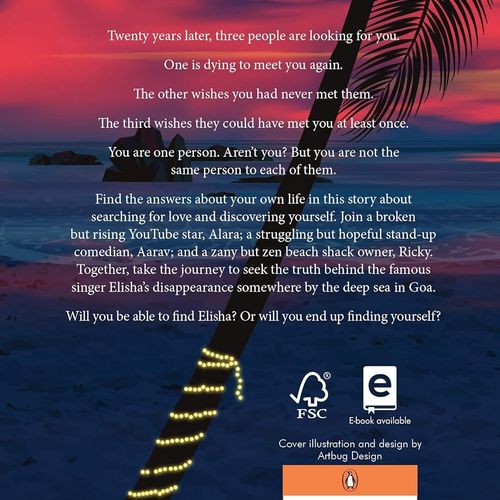 Twenty years later, three people are looking for you.
One is dying to meet you again.
The other wishes you had never met them.
The third wishes they could have met you at least once.
You are one person. Aren't you? But you are not the
same person to each of them.
Find the answers about your own life in this story about
searching for love and discovering yourself. Join a broken
but rising YouTube star, Alara; a struggling but hopeful stand-up
comedian, Aarav; and a zany but zen beach shack owner, Ricky.
Together, take the journey to seek the truth behind the famous
singer Elisha's disappearance somewhere by the deep sea in Goa.
Will you be able to find Elisha? Or will you end up finding yourself?
®
FSC
e
E-book available
Cover illustration and design by
Artbug Design